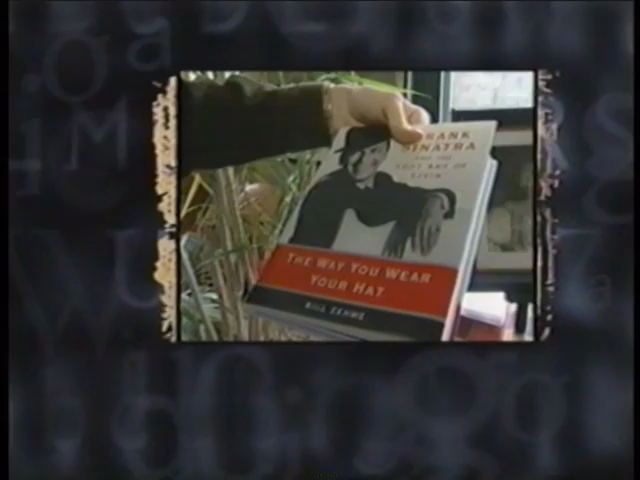 FRANK
SINATRA
AND THE
LOST ART OF
LIVIN'
THE WAY YOU WEAR
YOUR HAT
BILL ZEHME